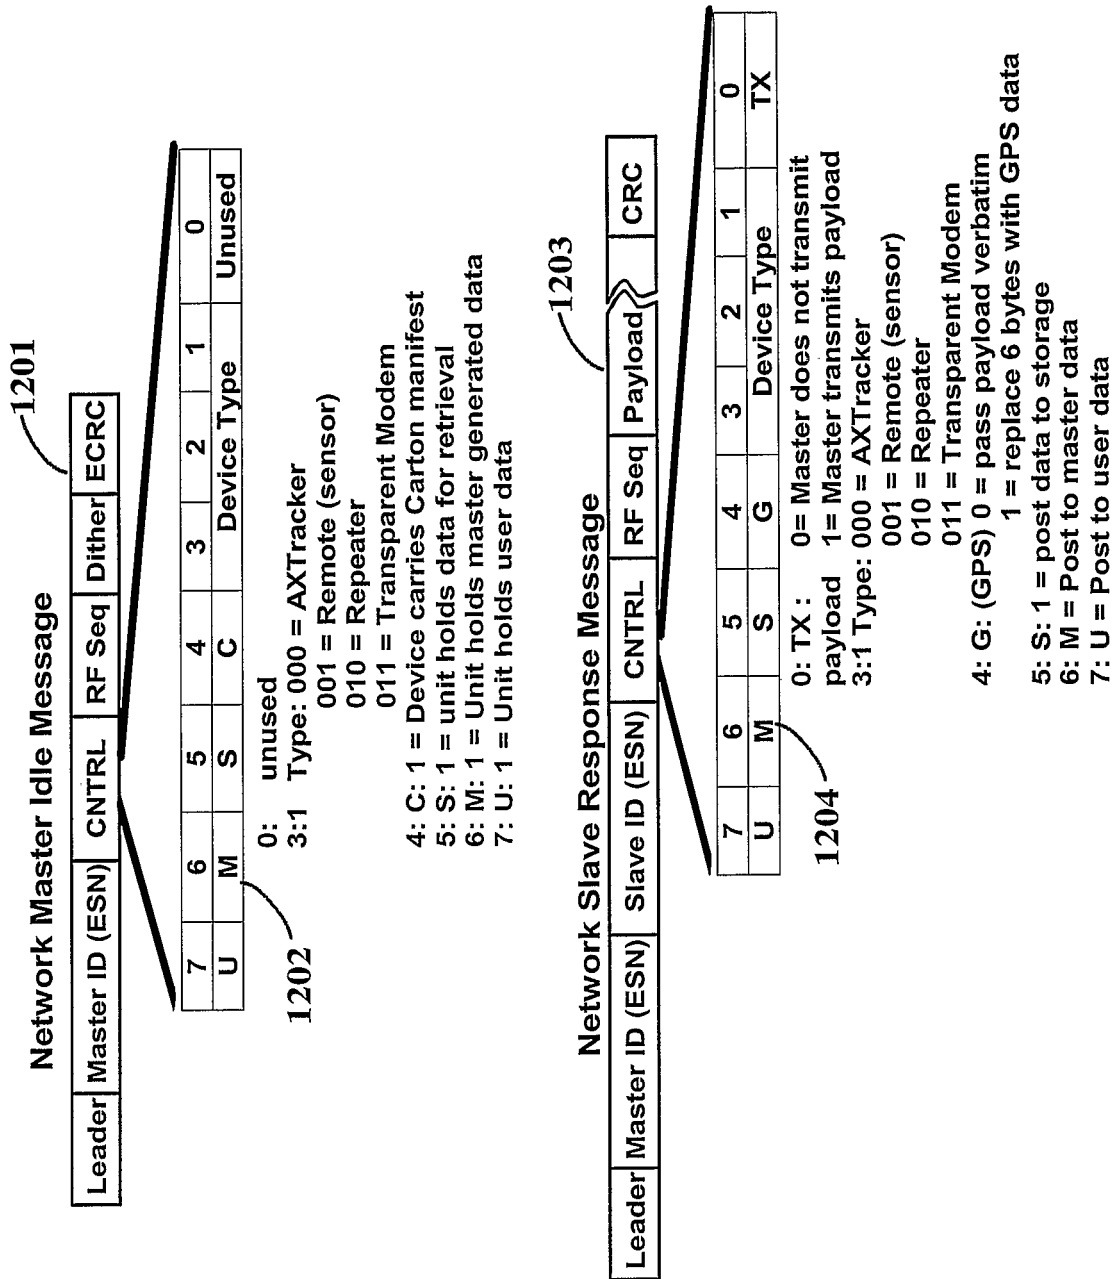 Network Master Idle Message
1201
Leader Master ID (ESN) CNTRL RF Seq Dither ECRC
7 6 5 4 3 2 1 0
U M S C Device Type Unused
1202
0: unused
3:1 Type: 000 = AXTracker
001 = Remote (sensor)
010 = Repeater
011 = Transparent Modem
4: C: 1 = Device carries Carton manifest
5: S: 1 = unit holds data for retrieval
6: M: 1 = Unit holds master generated data
7: U: 1 = Unit holds user data
Network Slave Response Message
1203
Leader Master ID (ESN) Slave ID (ESN) CNTRL RF Seq Payload CRC
7 6 5 4 3 2 1 0
U M S G Device Type TX
1204
0: TX : 0= Master does not transmit
payload 1= Master transmits payload
3:1 Type: 000 = AXTracker
001 = Remote (sensor)
010 = Repeater
011 = Transparent Modem
4: G: (GPS) 0 = pass payload verbatim
1 = replace 6 bytes with GPS data
5: S: 1 = post data to storage
6: M = Post to master data
7: U = Post to user data